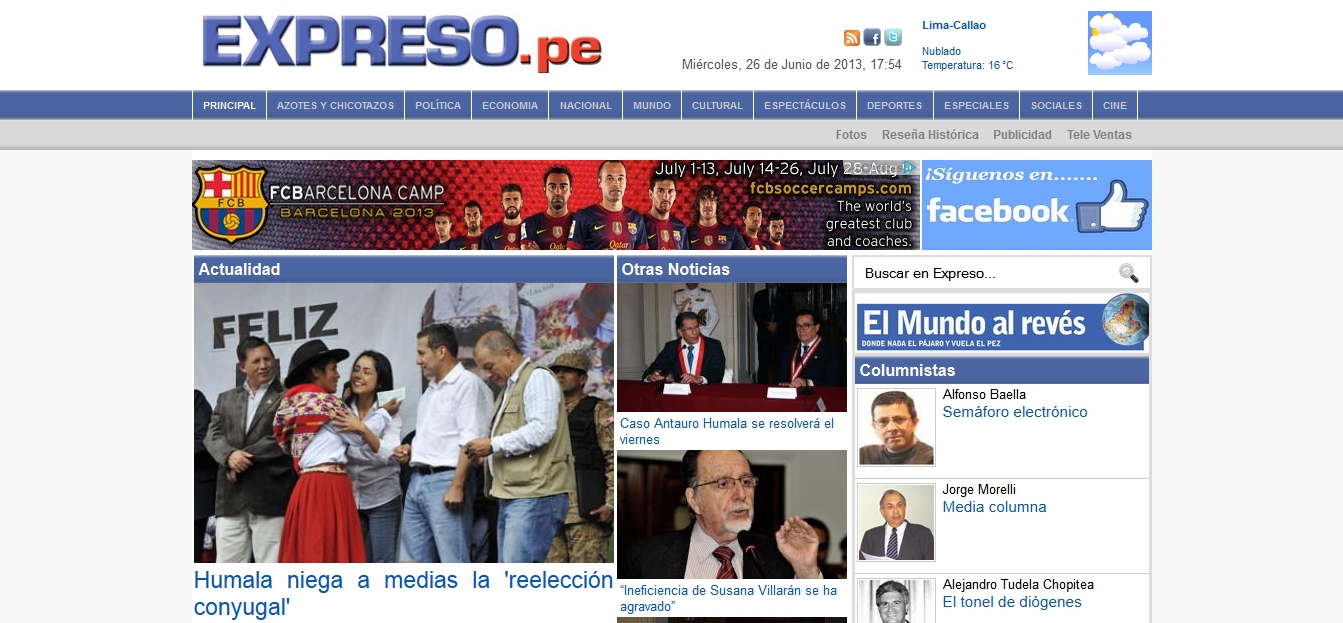 EXPRESO.pe
Lima-Callao
Nublado
Temperatura: 16 °C
Miércoles, 26 de Junio de 2013, 17:54
PRINCIPAL AZOTES Y CHICOTAZOS POLÍTICA ECONOMIA NACIONAL MUNDO CULTURAL ESPECTÁCULOS DEPORTES ESPECIALES SOCIALES CINE
Fotos Reseña Histórica Publicidad Tele Ventas
FCB
FCBARCELONA CAMP
BARCELONA 2013
July 1-13, July 14-26, July 28-Aug
fcbsoccercamps.com
The world's
greatest club
and coaches.
Qatar
¡Síguenos en.......
facebook
Actualidad
FELIZ
Humala niega a medias la 'reelección
conyugal'
Otras Noticias
Caso Antauro Humala se resolverá el
viernes
“Ineficiencia de Susana Villarán se ha
agravado”
Buscar en Expreso...
El Mundo al revés
DONDE NADA EL PÁJARO Y VUELA EL PEZ
Columnistas
Alfonso Baella
Semáforo electrónico
Jorge Morelli
Media columna
Alejandro Tudela Chopitea
El tonel de diógenes